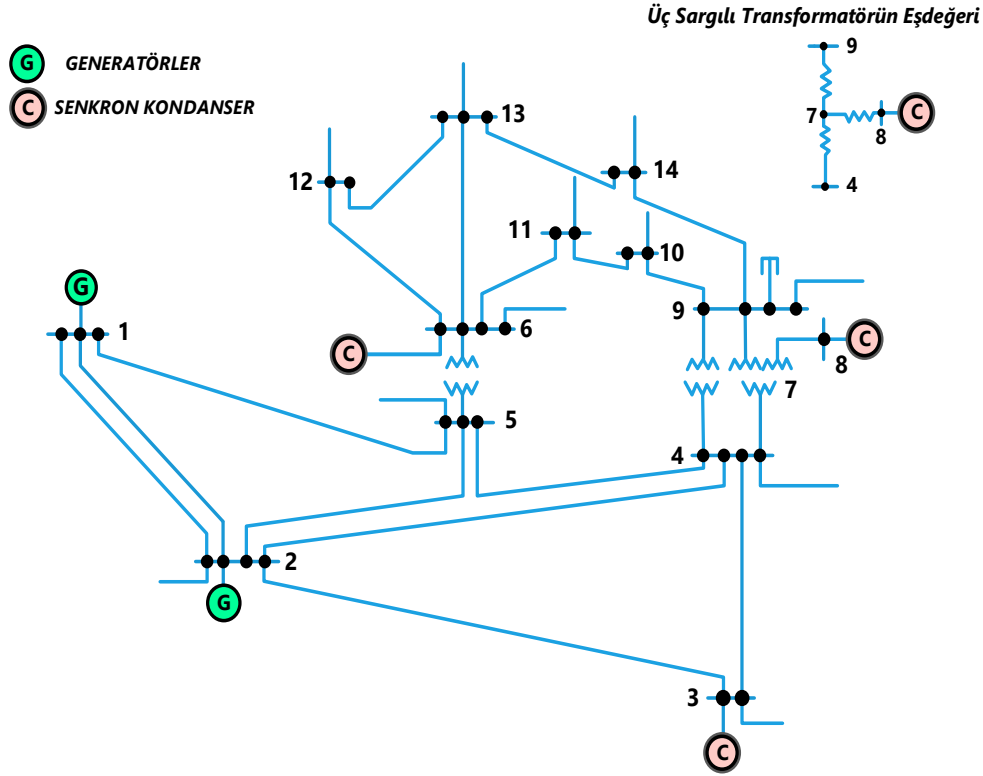 Üç Sargılı Transformatörün Eşdeğeri
G GENERATÖRLER
C SENKRON KONDANSER
9
7
C
8
4
13
12
14
11
10
G
1
9
6
C
C
8
7
5
4
2
G
3
C